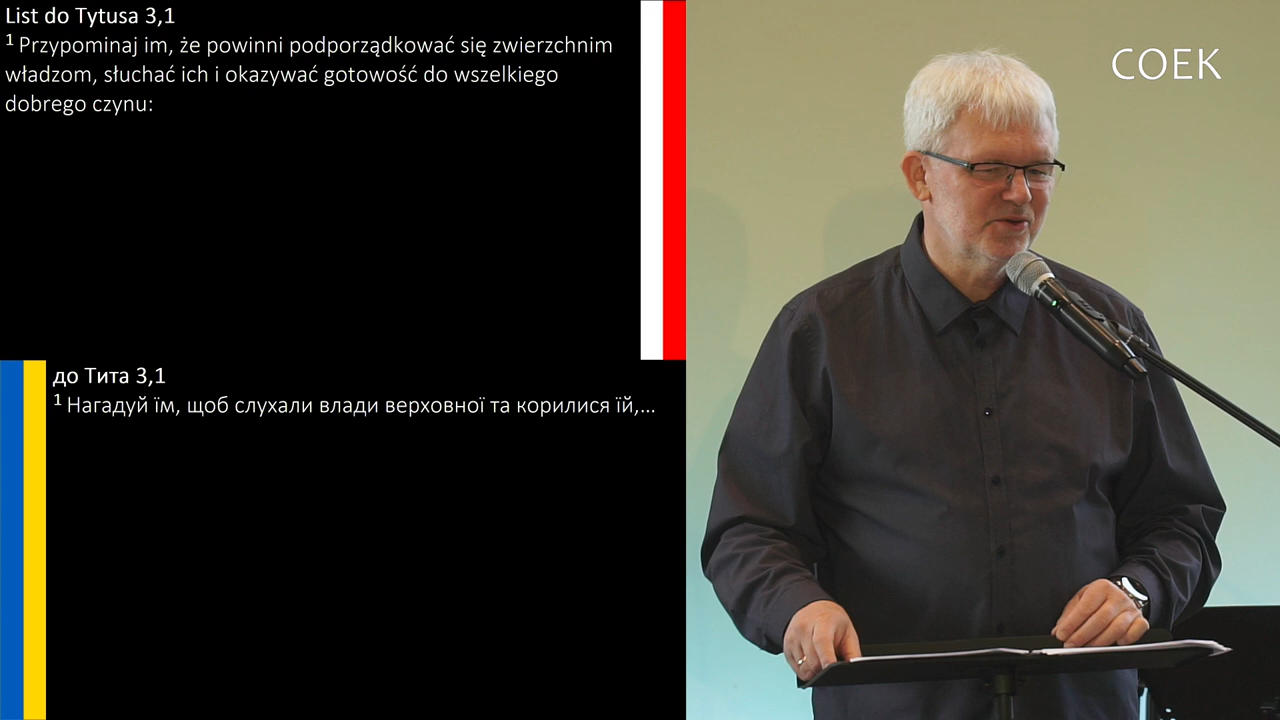 List do Tytusa 3,1
1 Przypominaj im, że powinni podporządkować się zwierzchnim
władzom, słuchać ich i okazywać gotowość do wszelkiego
dobrego czynu:
до Тита 3,1
1 Нагадуй їм, щоб слухали влади верховної та корилися їй,...
COEK